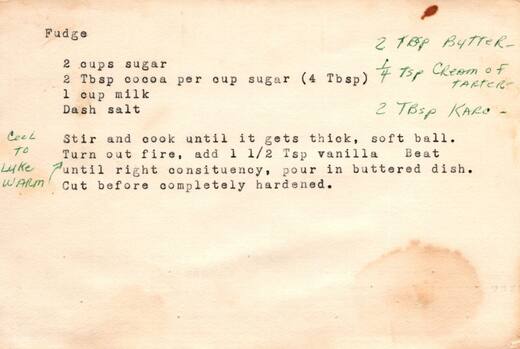 Fudge
2 TBsp BUTTER-
2 cups sugar
2 Tbsp cocoa per cup sugar (4 Tbsp)
1/4 Tsp CREAM OF
TARTER-
1 cup milk
Dash salt
2 TBsp KARO-
Stir and cook until it gets thick, soft ball.
Turn out fire, add 1 1/2 Tsp vanilla Beat
until right consituency, pour in buttered dish.
Cut before completely hardened.
COOL
TO
LUKE
WARM